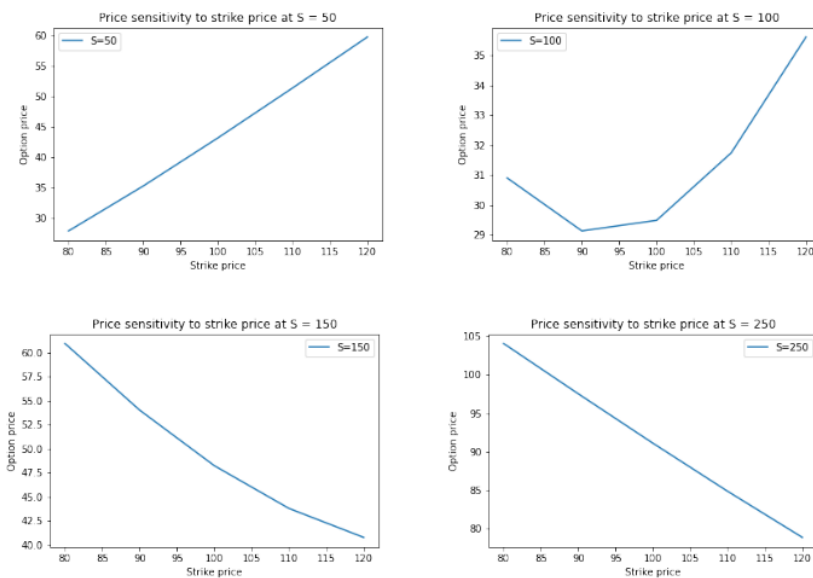 Price sensitivity to strike price at S = 50
S=50
60
55
50
45
40
35
30
Option price
80 85 90 95 100 105 110 115 120
Strike price
Price sensitivity to strike price at S = 100
S=100
35
34
33
32
31
30
29
Option price
80 85 90 95 100 105 110 115 120
Strike price
Price sensitivity to strike price at S = 150
S=150
60.0
57.5
55.0
52.5
50.0
47.5
45.0
42.5
40.0
Option price
80 85 90 95 100 105 110 115 120
Strike price
Price sensitivity to strike price at S = 250
S=250
105
100
95
90
85
80
Option price
80 85 90 95 100 105 110 115 120
Strike price